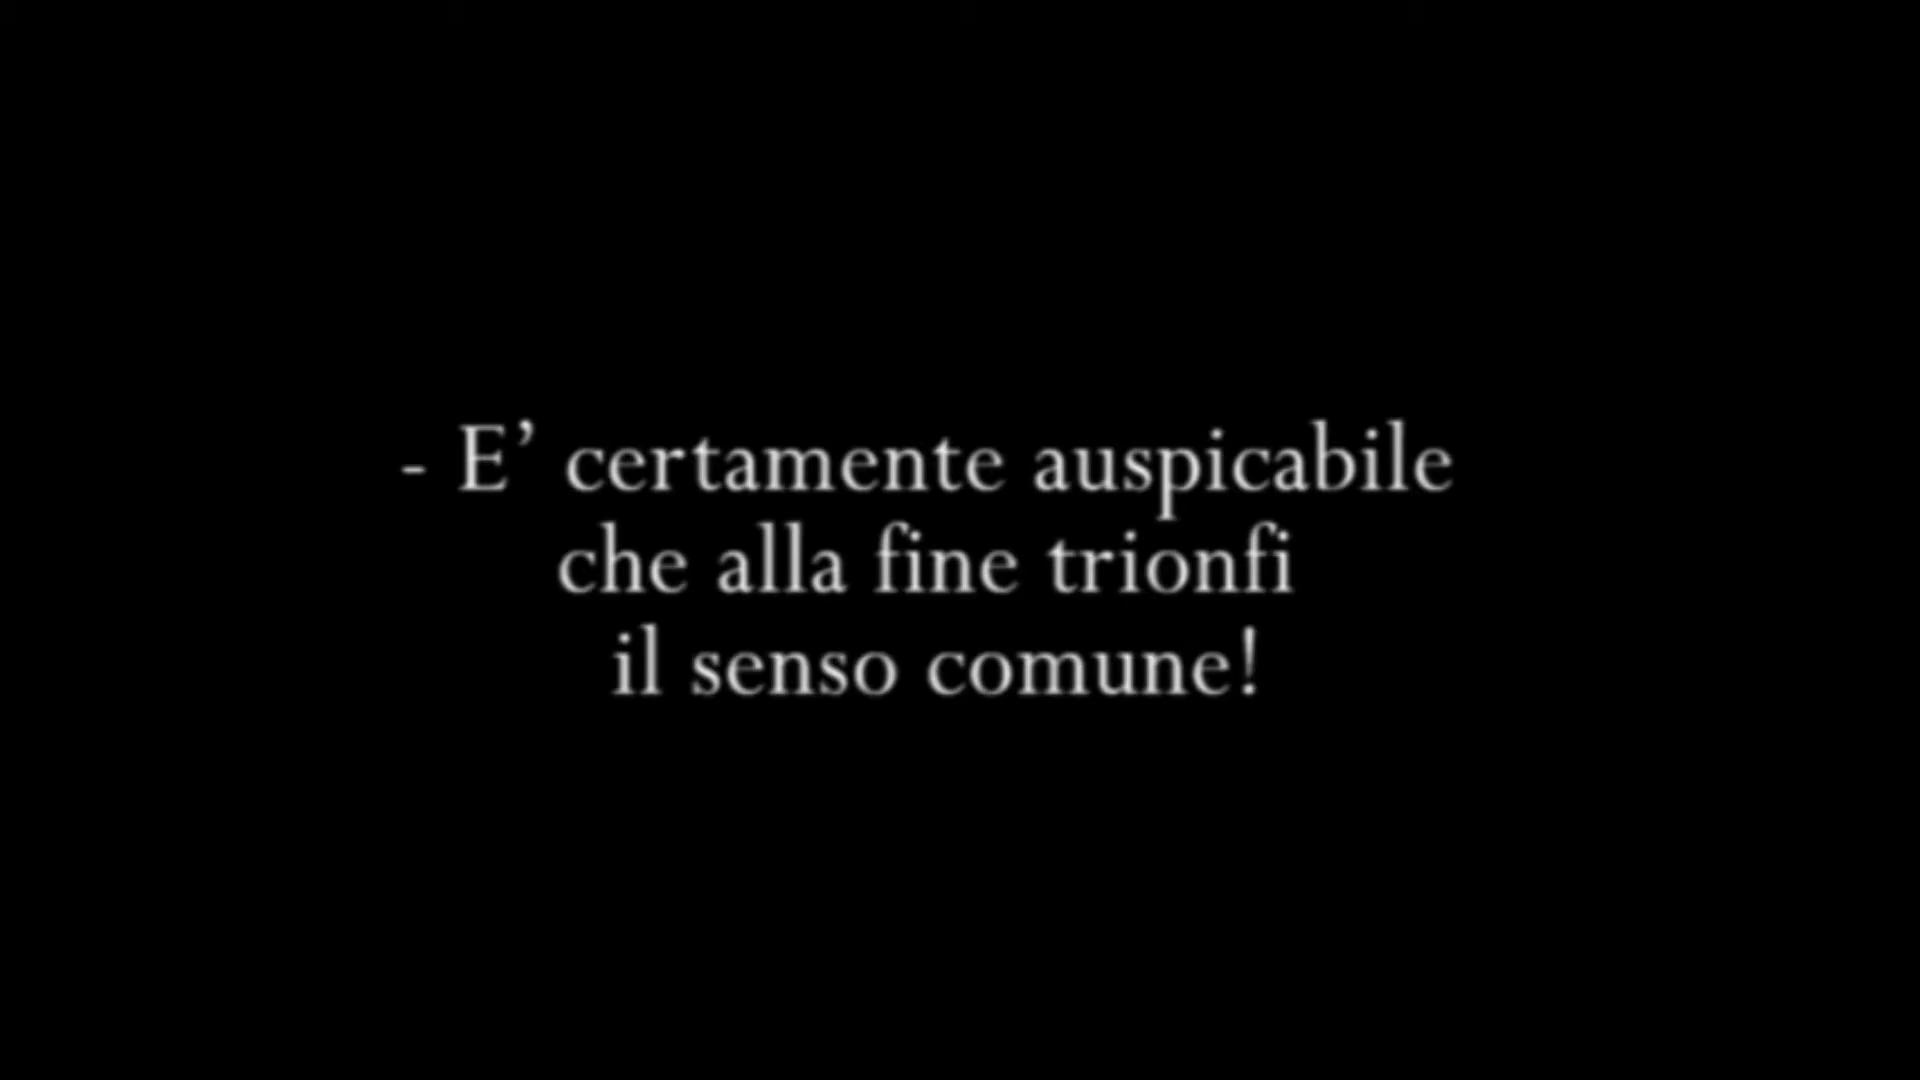 - E’ certamente auspicabile
che alla fine trionfi
il senso comune!